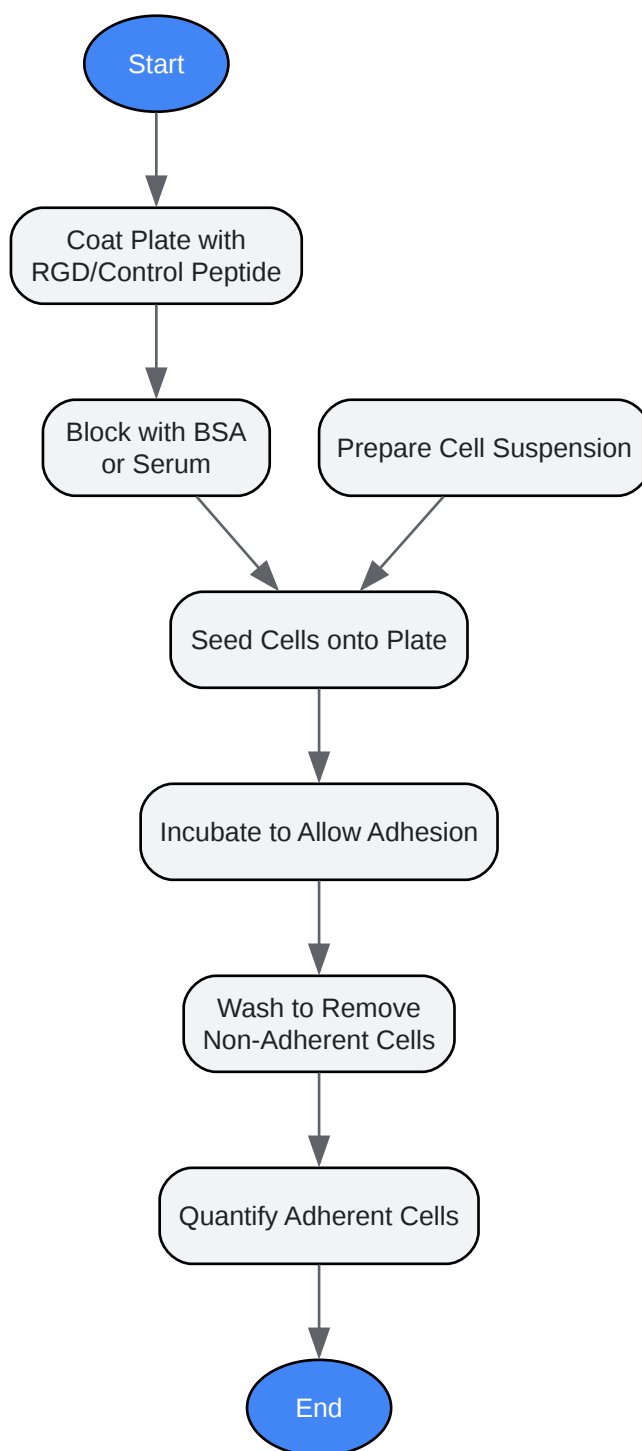 Start
Coat Plate with
RGD/Control Peptide
Block with BSA
or Serum
Prepare Cell Suspension
Seed Cells onto Plate
Incubate to Allow Adhesion
Wash to Remove
Non-Adherent Cells
Quantify Adherent Cells
End